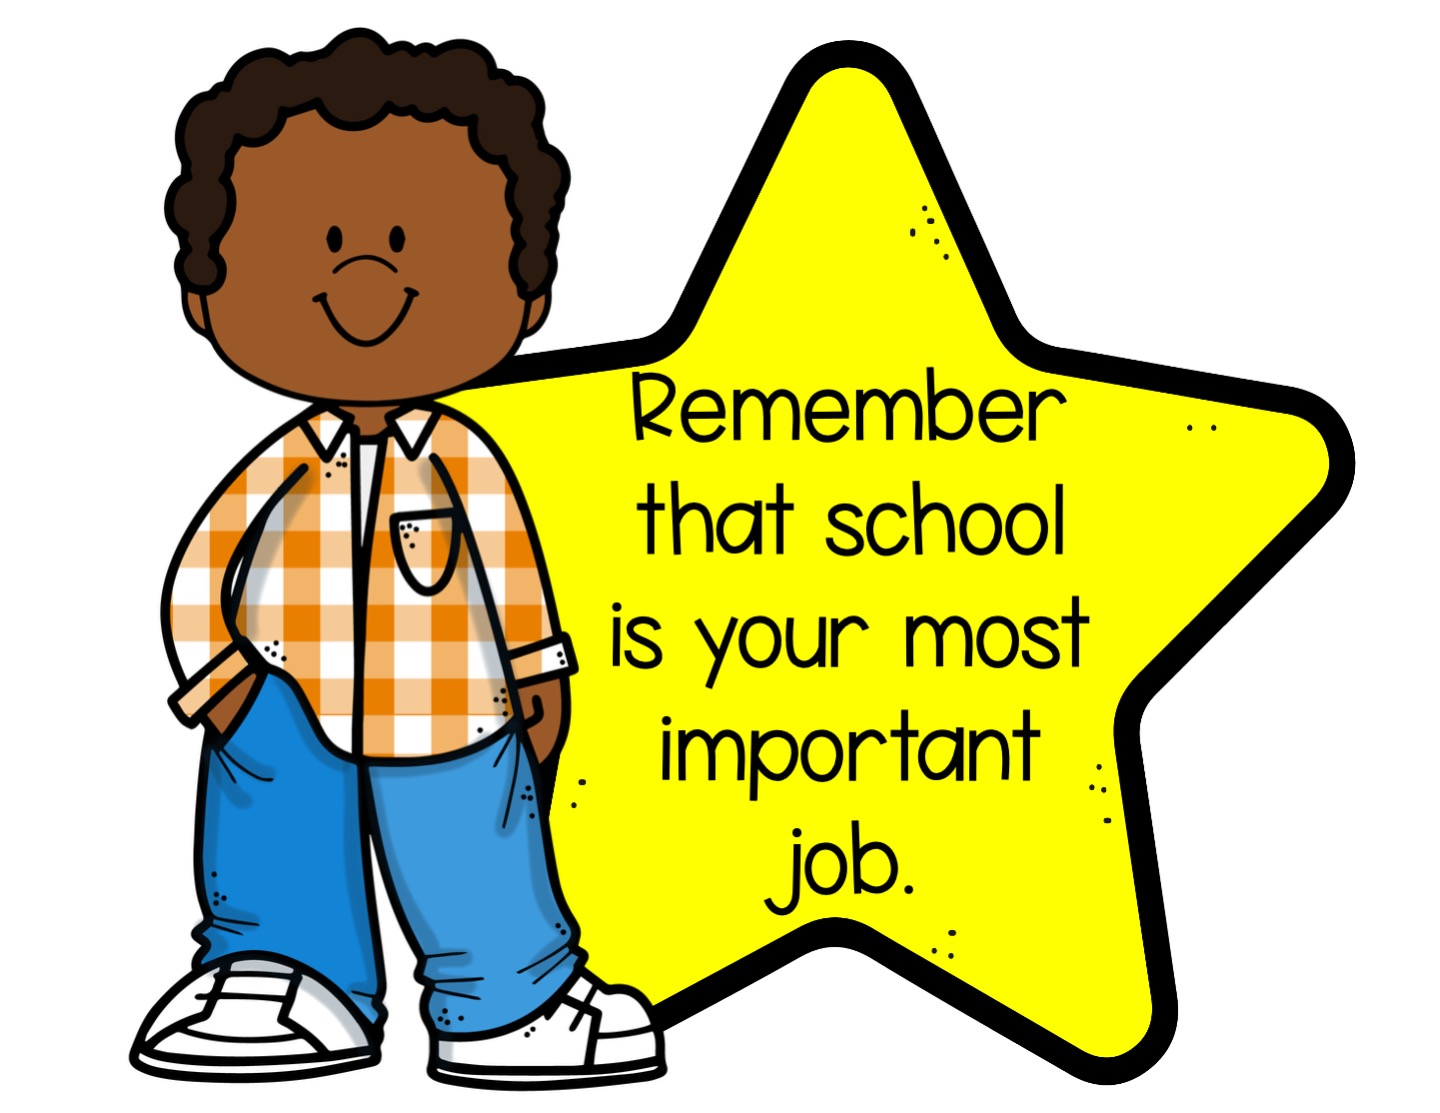 Remember
that school
is your most
important
job.